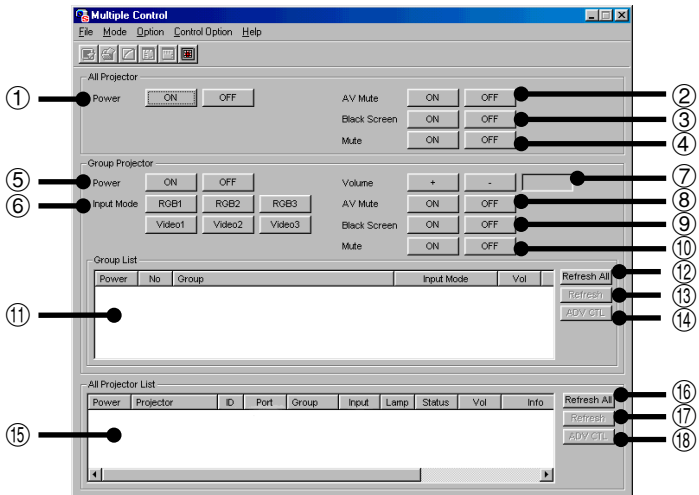 Multiple Control
File Mode Option Control Option Help
All Projector
① Power ON OFF AV Mute ON OFF ②
Black Screen ON OFF ③
Mute ON OFF ④
Group Projector
⑤ Power ON OFF Volume + - ⑦
⑥ Input Mode RGB1 RGB2 RGB3 AV Mute ON OFF ⑧
Video1 Video2 Video3 Black Screen ON OFF ⑨
Mute ON OFF ⑩
Group List
Power No Group Input Mode Vol Refresh All ⑫
Refresh ⑬
⑪ ADV CTL ⑭
All Projector List
Power Projector ID Port Group Input Lamp Status Vol Info Refresh All ⑯
Refresh ⑰
⑮ ADV CTL ⑱